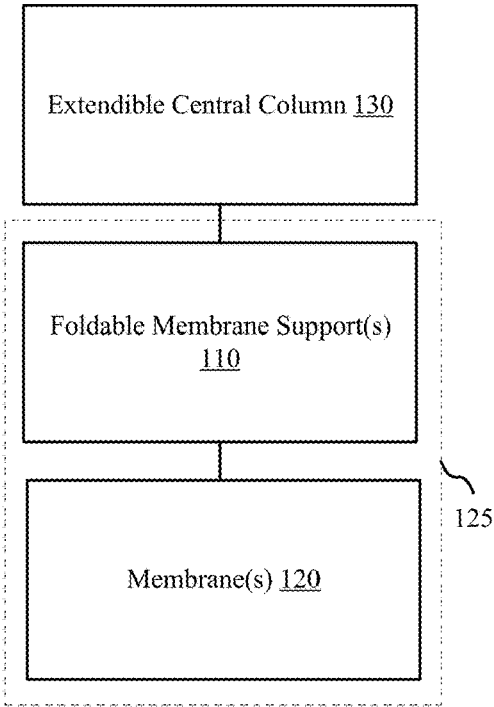 Extendible Central Column 130
Foldable Membrane Support(s)
110
125
Membrane(s) 120